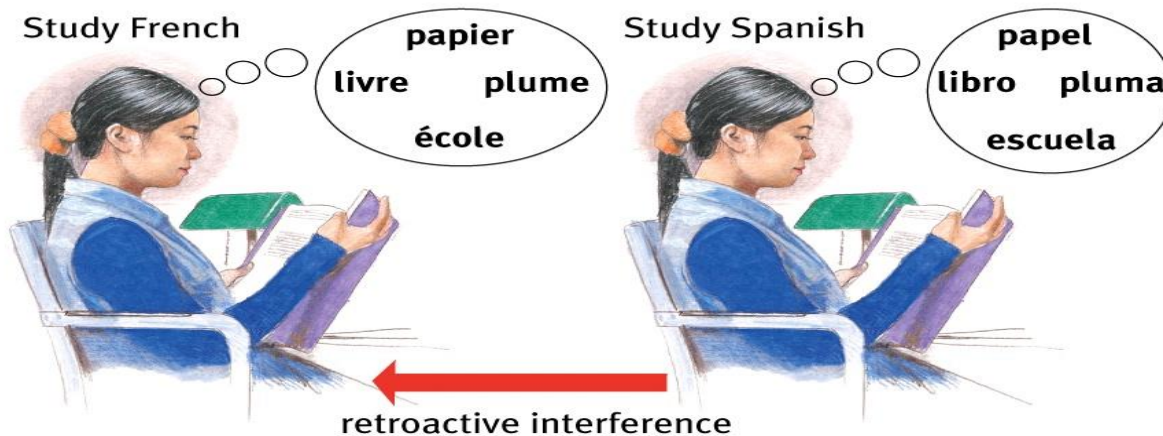 Study French
papier
livre plume
école
Study Spanish
papel
libro pluma
escuela
retroactive interference